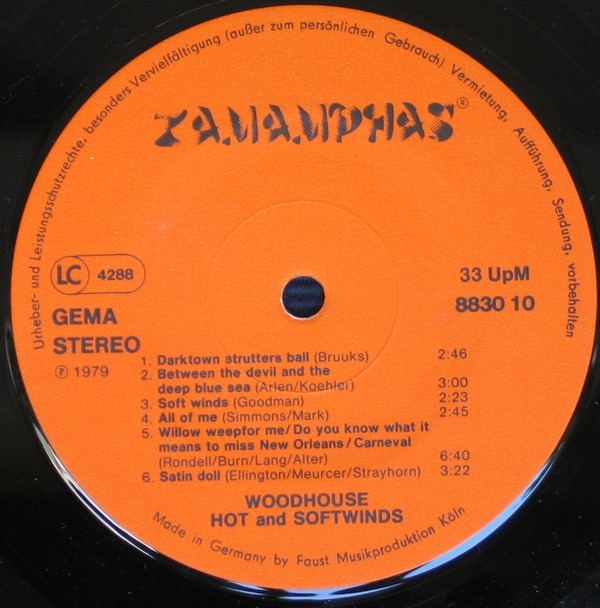 Urheber- und Leistungsschutzrechte, besonders Vervielfältigung (außer zum persönlichen Gebrauch) Vermietung, Aufführung, Sendung, vorbehalten
ZAMAMPHAS®
LC 4288
33 UpM
8830 10
GEMA
STEREO
Ⓟ 1979
1. Darktown strutters ball (Bruuks) 2:46
2. Between the devil and the
deep blue sea (Arlen/Koehler) 3:00
3. Soft winds (Goodman) 2:23
4. All of me (Simmons/Mark) 2:45
5. Willow weepfor me/Do you know what it
means to miss New Orleans/Carneval
(Rondell/Burn/Lang/Alter) 6:40
6. Satin doll (Ellington/Meurcer/Strayhorn) 3:22
WOODHOUSE
HOT and SOFTWINDS
Made in Germany by Faust Musikproduktion Köln